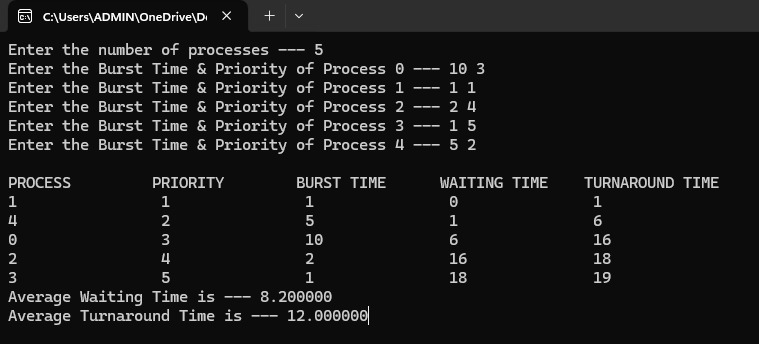 C:\Users\ADMIN\OneDrive\De
Enter the number of processes --- 5
Enter the Burst Time & Priority of Process 0 --- 10 3
Enter the Burst Time & Priority of Process 1 --- 1 1
Enter the Burst Time & Priority of Process 2 --- 2 4
Enter the Burst Time & Priority of Process 3 --- 1 5
Enter the Burst Time & Priority of Process 4 --- 5 2
PROCESS PRIORITY BURST TIME WAITING TIME TURNAROUND TIME
1 1 1 0 1
4 2 5 1 6
0 3 10 6 16
2 4 2 16 18
3 5 1 18 19
Average Waiting Time is --- 8.200000
Average Turnaround Time is --- 12.000000